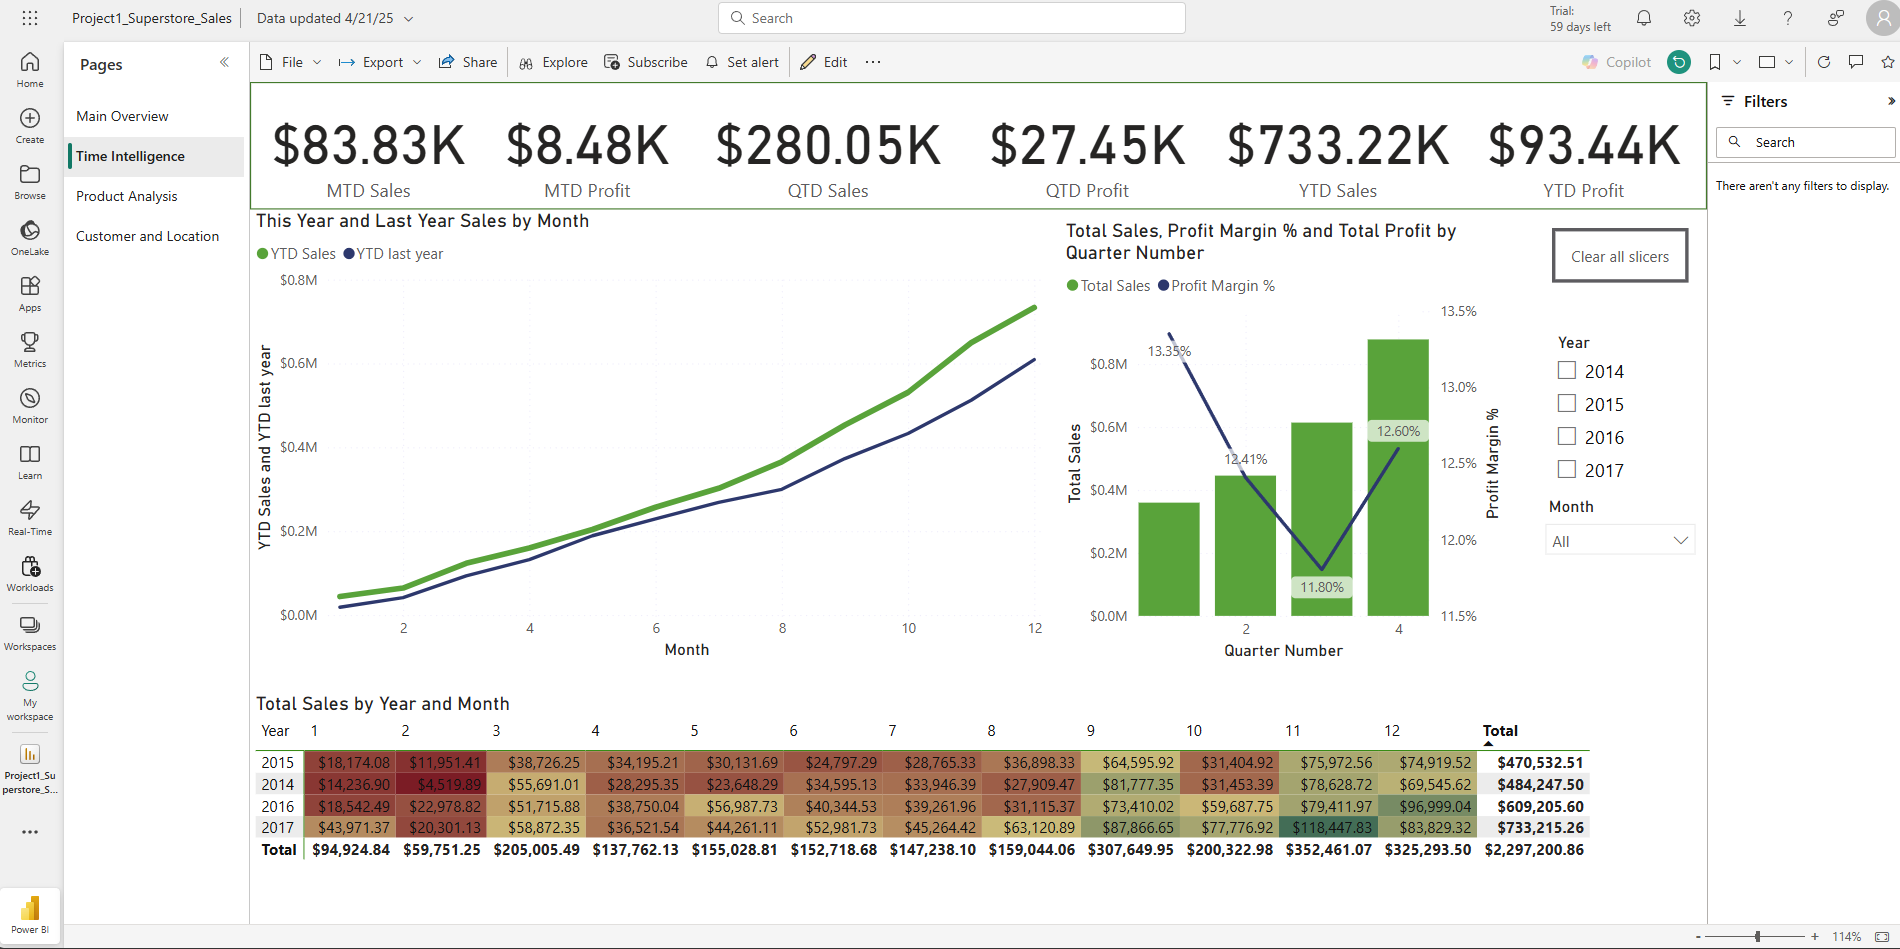 Project1_Superstore_Sales
Data updated 4/21/25
Search
Trial:
59 days left
Home
Create
Browse
OneLake
Apps
Metrics
Monitor
Learn
Real-Time
Workloads
Workspaces
My
workspace
Project1_Su
perstore_S...
Power BI
Pages
Main Overview
Time Intelligence
Product Analysis
Customer and Location
File
Export
Share
Explore
Subscribe
Set alert
Edit
Copilot
$83.83K
MTD Sales
$8.48K
MTD Profit
$280.05K
QTD Sales
$27.45K
QTD Profit
$733.22K
YTD Sales
$93.44K
YTD Profit
This Year and Last Year Sales by Month
YTD Sales YTD last year
YTD Sales and YTD last year
$0.8M
$0.6M
$0.4M
$0.2M
$0.0M
2 4 6 8 10 12
Month
Total Sales, Profit Margin % and Total Profit by
Quarter Number
Total Sales Profit Margin %
Total Sales
$0.8M
$0.6M
$0.4M
$0.2M
$0.0M
13.35%
12.41%
11.80%
12.60%
13.5%
13.0%
12.5%
12.0%
11.5%
Profit Margin %
2 4
Quarter Number
Clear all slicers
Year
2014
2015
2016
2017
Month
All
Total Sales by Year and Month
Year 1 2 3 4 5 6 7 8 9 10 11 12 Total
2015 $18,174.08 $11,951.41 $38,726.25 $34,195.21 $30,131.69 $24,797.29 $28,765.33 $36,898.33 $64,595.92 $31,404.92 $75,972.56 $74,919.52 $470,532.51
2014 $14,236.90 $4,519.89 $55,691.01 $28,295.35 $23,648.29 $34,595.13 $33,946.39 $27,909.47 $81,777.35 $31,453.39 $78,628.72 $69,545.62 $484,247.50
2016 $18,542.49 $22,978.82 $51,715.88 $38,750.04 $56,987.73 $40,344.53 $39,261.96 $31,115.37 $73,410.02 $59,687.75 $79,411.97 $96,999.04 $609,205.60
2017 $43,971.37 $20,301.13 $58,872.35 $36,521.54 $44,261.11 $52,981.73 $45,264.42 $63,120.89 $87,866.65 $77,776.92 $118,447.83 $83,829.32 $733,215.26
Total $94,924.84 $59,751.25 $205,005.49 $137,762.13 $155,028.81 $152,718.68 $147,238.10 $159,044.06 $307,649.95 $200,322.98 $352,461.07 $325,293.50 $2,297,200.86
Filters
Search
There aren't any filters to display.
- + 114%